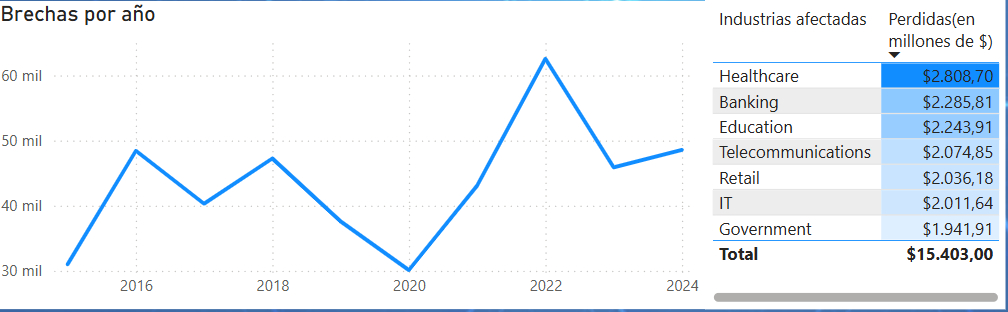 Brechas por año
60 mil
50 mil
40 mil
30 mil
2016 2018 2020 2022 2024
Industrias afectadas Perdidas(en
millones de $)
Healthcare $2.808,70
Banking $2.285,81
Education $2.243,91
Telecommunications $2.074,85
Retail $2.036,18
IT $2.011,64
Government $1.941,91
Total $15.403,00